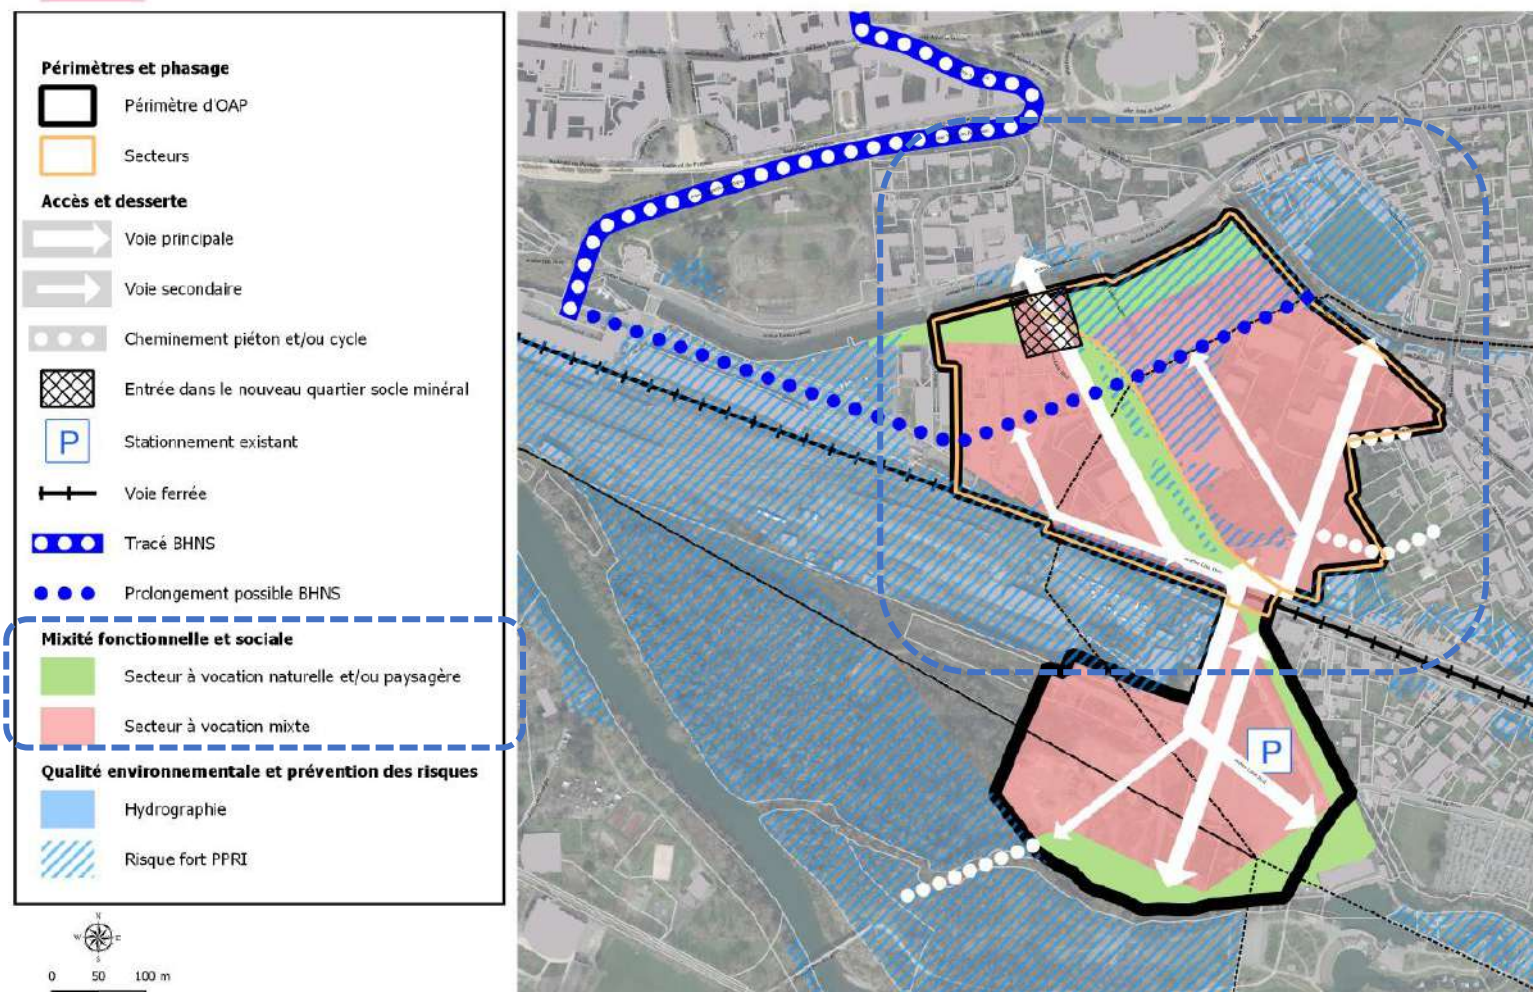 Périmètres et phasage
Périmètre d'OAP
Secteurs
Accès et desserte
Voie principale
Voie secondaire
Cheminement piéton et/ou cycle
Entrée dans le nouveau quartier socle minéral
P
Stationnement existant
Voie ferrée
Tracé BHNS
Prolongement possible BHNS
Mixité fonctionnelle et sociale
Secteur à vocation naturelle et/ou paysagère
Secteur à vocation mixte
Qualité environnementale et prévention des risques
Hydrographie
Risque fort PPRI
N
W
E
S
0 50 100 m
P